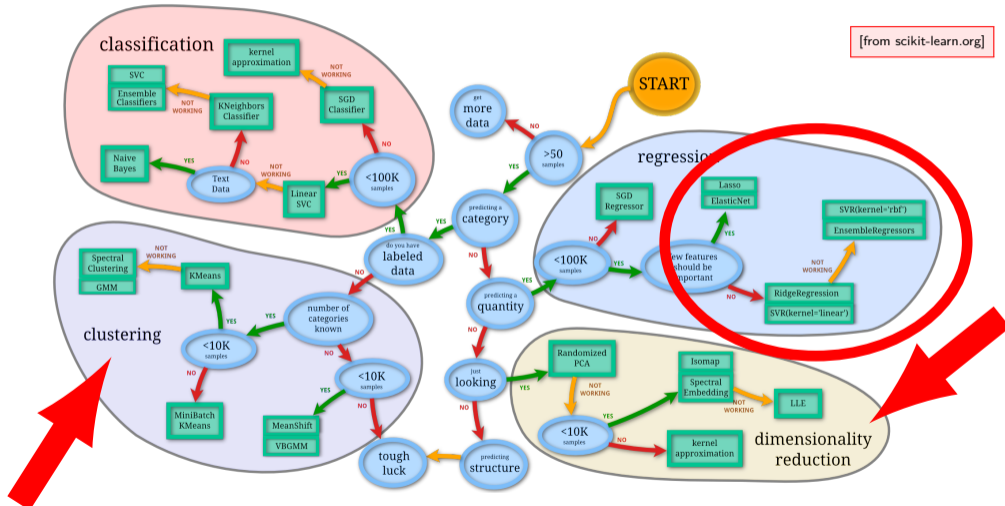 [from scikit-learn.org]
START
get
more
data
NO
>50
samples
YES
predicting a
category
YES
NO
do you have
labeled
data
YES
NO
predicting a
quantity
YES
NO
just
looking
YES
NO
predicting
structure
tough
luck
classification
kernel
approximation
NOT
WORKING
SGD
Classifier
NO
<100K
samples
YES
Linear
SVC
NOT
WORKING
Text
Data
YES
Naive
Bayes
NO
KNeighbors
Classifier
NOT
WORKING
SVC
Ensemble
Classifiers
clustering
number of
categories
known
YES
NO
<10K
samples
YES
NO
KMeans
NOT
WORKING
Spectral
Clustering
GMM
MiniBatch
KMeans
<10K
samples
YES
NO
MeanShift
VBGMM
regression
<100K
samples
NO
SGD
Regressor
YES
features
should be
important
YES
Lasso
ElasticNet
NO
RidgeRegression
SVR(kernel='linear')
NOT
WORKING
SVR(kernel='rbf')
EnsembleRegressors
dimensionality
reduction
Randomized
PCA
NOT
WORKING
<10K
samples
YES
NO
Isomap
Spectral
Embedding
NOT
WORKING
LLE
kernel
approximation